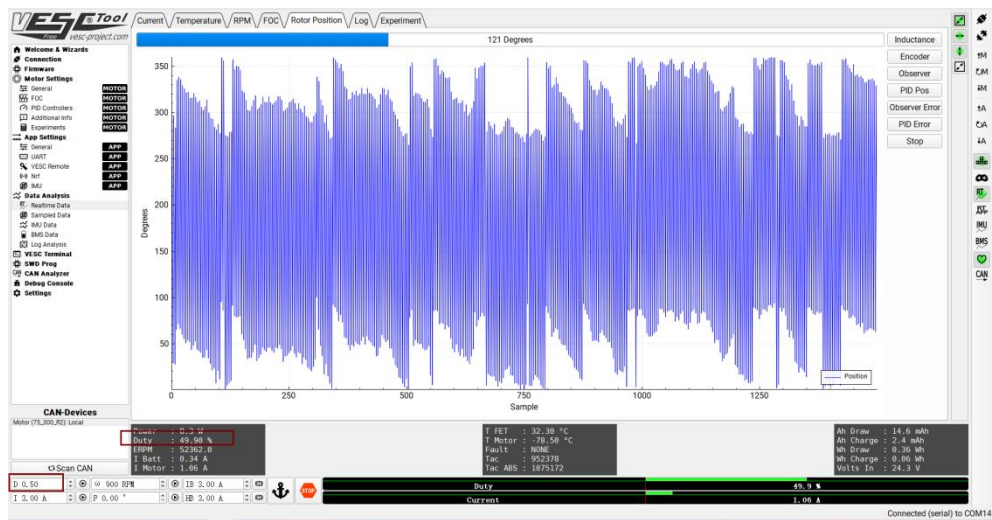 VESC Tool
Free vesc-project.com
Current
Temperature
RPM
FOC
Rotor Position
Log
Experiment
Welcome & Wizards
Connection
Firmware
Motor Settings
General MOTOR
FOC MOTOR
PID Controllers MOTOR
Additional Info MOTOR
Experiments MOTOR
App Settings
General APP
UART APP
VESC Remote APP
Nrf APP
IMU APP
Data Analysis
Realtime Data
Sampled Data
IMU Data
BMS Data
Log Analysis
VESC Terminal
SWD Prog
CAN Analyzer
Debug Console
Settings
CAN-Devices
Motor (75_300_R2): Local
Scan CAN
121 Degrees
Inductance
Encoder
Observer
PID Pos
Observer Error
PID Error
Stop
Degrees
350
300
250
200
150
100
50
0
250
500
750
1000
1250
Sample
Position
Duty : 49.90 %
ERPM : 52362.0
I Batt : 0.34 A
T FET : 32.30 °C
T Motor : -78.50 °C
Fault : NONE
Tac : 952378
Tac ABS : 1075172
Ah Draw : 14.6 mAh
Ah Charge : 2.4 mAh
Wh Draw : 0.36 Wh
Wh Charge : 0.06 Wh
Volts In : 24.3 V
D 0.50
ω 900 RPM
IB 3.00 A
I 3.00 A
P 0.00 °
HB 3.00 A
STOP
Duty 49.9 %
Current 1.06 A
IMU
BMS
CAN
Connected (serial) to COM14